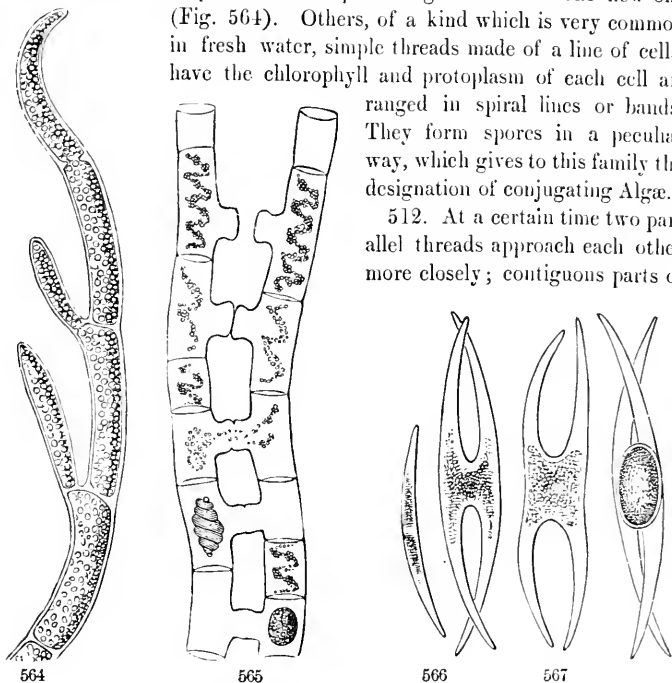 (Fig. 564). Others, of a kind which is very commo
in fresh water, simple threads made of a line of cell
have the chlorophyll and protoplasm of each cell a
ranged in spiral lines or bands
They form spores in a peculia
way, which gives to this family th
designation of conjugating Algæ.
512. At a certain time two par
allel threads approach each othe
more closely; contiguous parts o
564
565
566
567